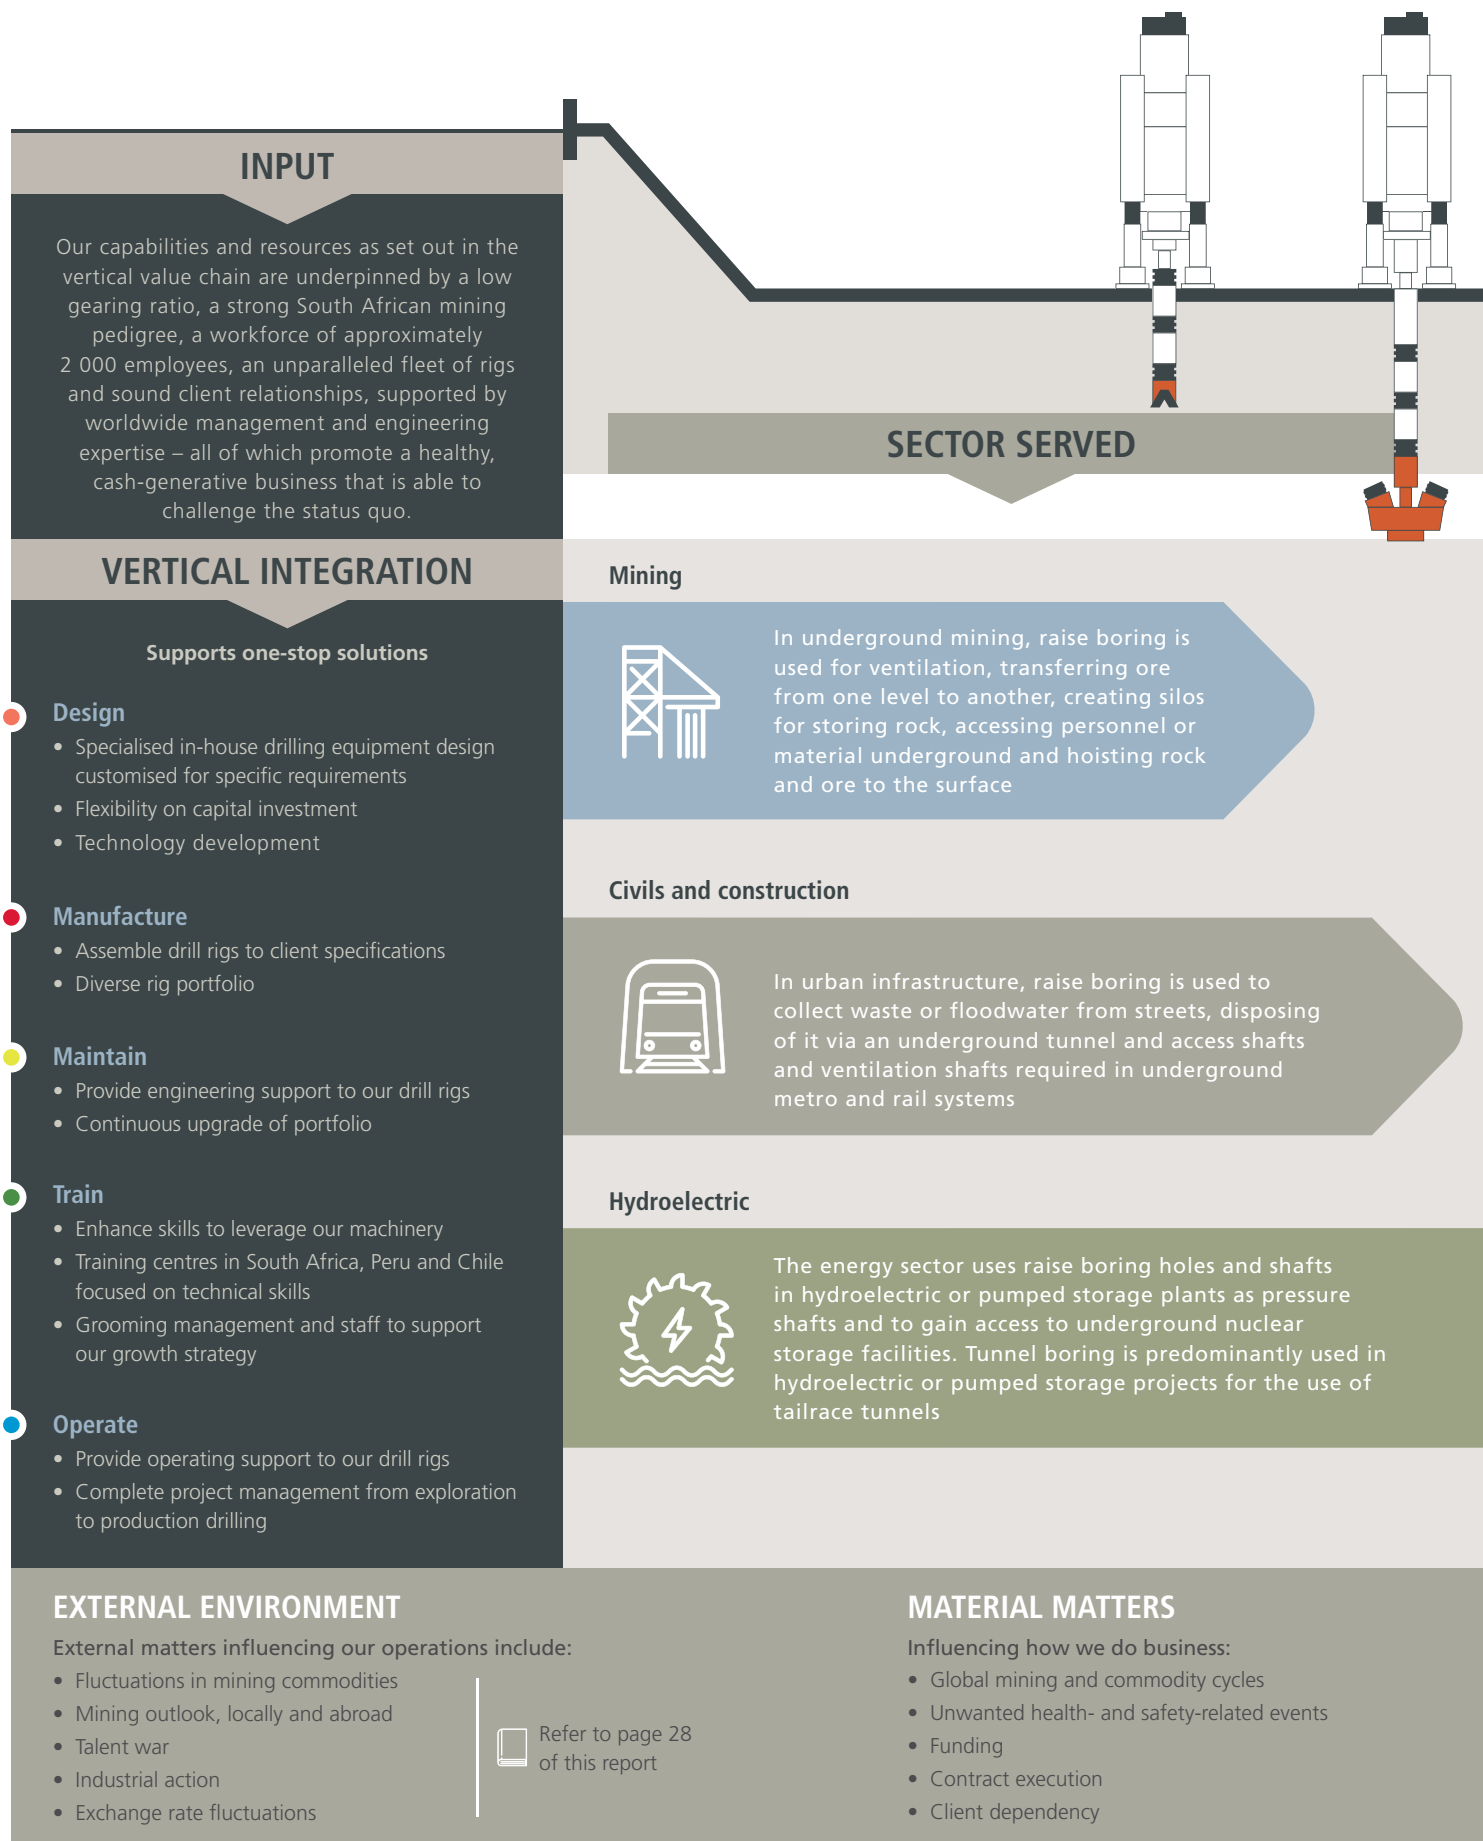 INPUT
Our capabilities and resources as set out in the
vertical value chain are underpinned by a low
gearing ratio, a strong South African mining
pedigree, a workforce of approximately
2 000 employees, an unparalleled fleet of rigs
and sound client relationships, supported by
worldwide management and engineering
expertise – all of which promote a healthy,
cash-generative business that is able to
challenge the status quo.
VERTICAL INTEGRATION
Supports one-stop solutions
Design
• Specialised in-house drilling equipment design
customised for specific requirements
• Flexibility on capital investment
• Technology development
Manufacture
• Assemble drill rigs to client specifications
• Diverse rig portfolio
Maintain
• Provide engineering support to our drill rigs
• Continuous upgrade of portfolio
Train
• Enhance skills to leverage our machinery
• Training centres in South Africa, Peru and Chile
focused on technical skills
• Grooming management and staff to support
our growth strategy
Operate
• Provide operating support to our drill rigs
• Complete project management from exploration
to production drilling
SECTOR SERVED
Mining
In underground mining, raise boring is
used for ventilation, transferring ore
from one level to another, creating silos
for storing rock, accessing personnel or
material underground and hoisting rock
and ore to the surface
Civils and construction
In urban infrastructure, raise boring is used to
collect waste or floodwater from streets, disposing
of it via an underground tunnel and access shafts
and ventilation shafts required in underground
metro and rail systems
Hydroelectric
The energy sector uses raise boring holes and shafts
in hydroelectric or pumped storage plants as pressure
shafts and to gain access to underground nuclear
storage facilities. Tunnel boring is predominantly used in
hydroelectric or pumped storage projects for the use of
tailrace tunnels
EXTERNAL ENVIRONMENT
External matters influencing our operations include:
• Fluctuations in mining commodities
• Mining outlook, locally and abroad
• Talent war
• Industrial action
• Exchange rate fluctuations
Refer to page 28
of this report
MATERIAL MATTERS
Influencing how we do business:
• Global mining and commodity cycles
• Unwanted health- and safety-related events
• Funding
• Contract execution
• Client dependency